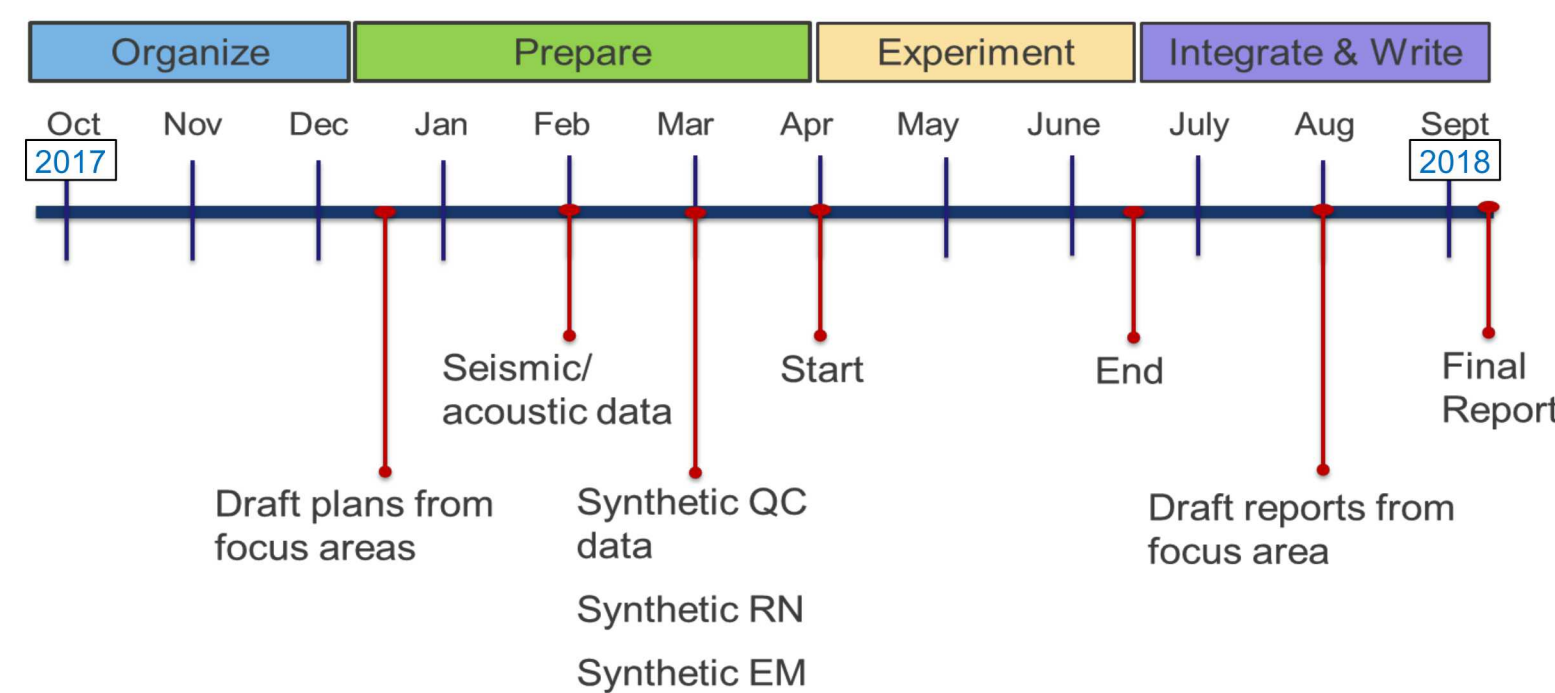 Organize
Prepare
Experiment
Integrate & Write
Oct
Nov
Dec
Jan
Feb
Mar
Apr
May
June
July
Aug
Sept
2017
2018
Seismic/
acoustic data
Start
End
Final
Report
Draft plans from
focus areas
Synthetic QC
data
Synthetic RN
Synthetic EM
Draft reports from
focus area